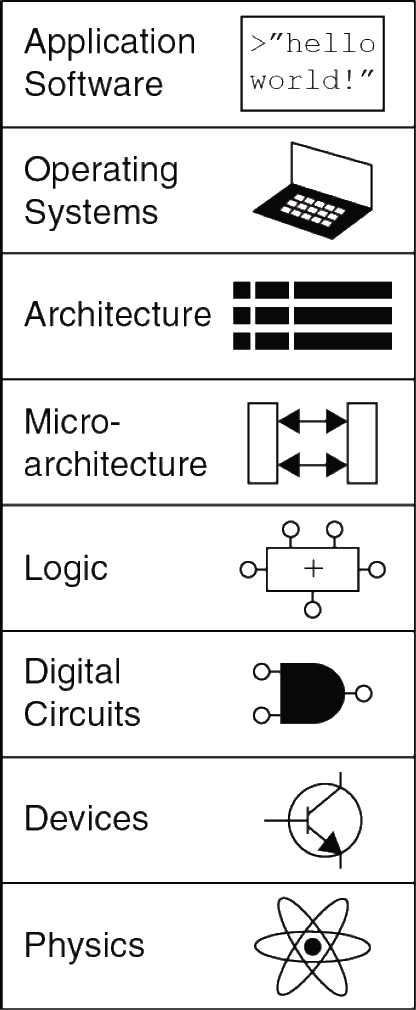 Application
Software
>"hello
world!"
Operating
Systems
Architecture
Micro-
architecture
Logic
+
Digital
Circuits
Devices
Physics